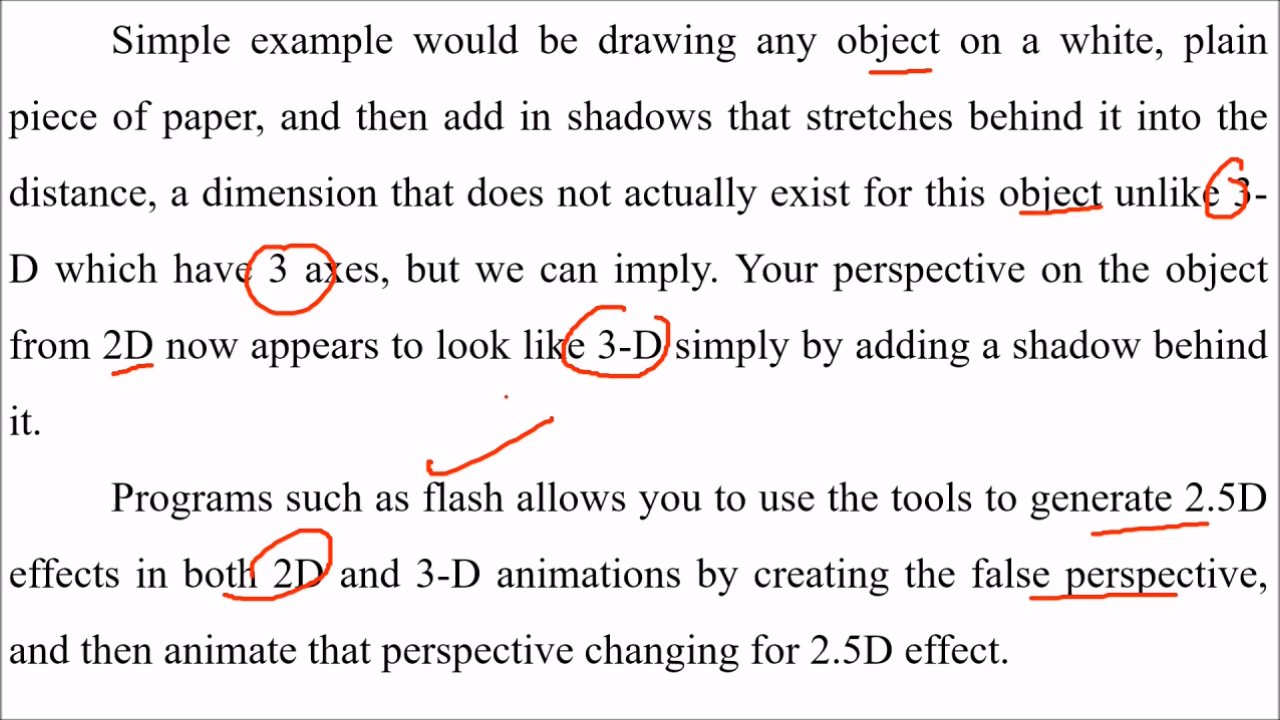 Simple example would be drawing any object on a white, plain
piece of paper, and then add in shadows that stretches behind it into the
distance, a dimension that does not actually exist for this object unlike 3-
D which have 3 axes, but we can imply. Your perspective on the object
from 2D now appears to look like 3-D simply by adding a shadow behind
it.
Programs such as flash allows you to use the tools to generate 2.5D
effects in both 2D and 3-D animations by creating the false perspective,
and then animate that perspective changing for 2.5D effect.